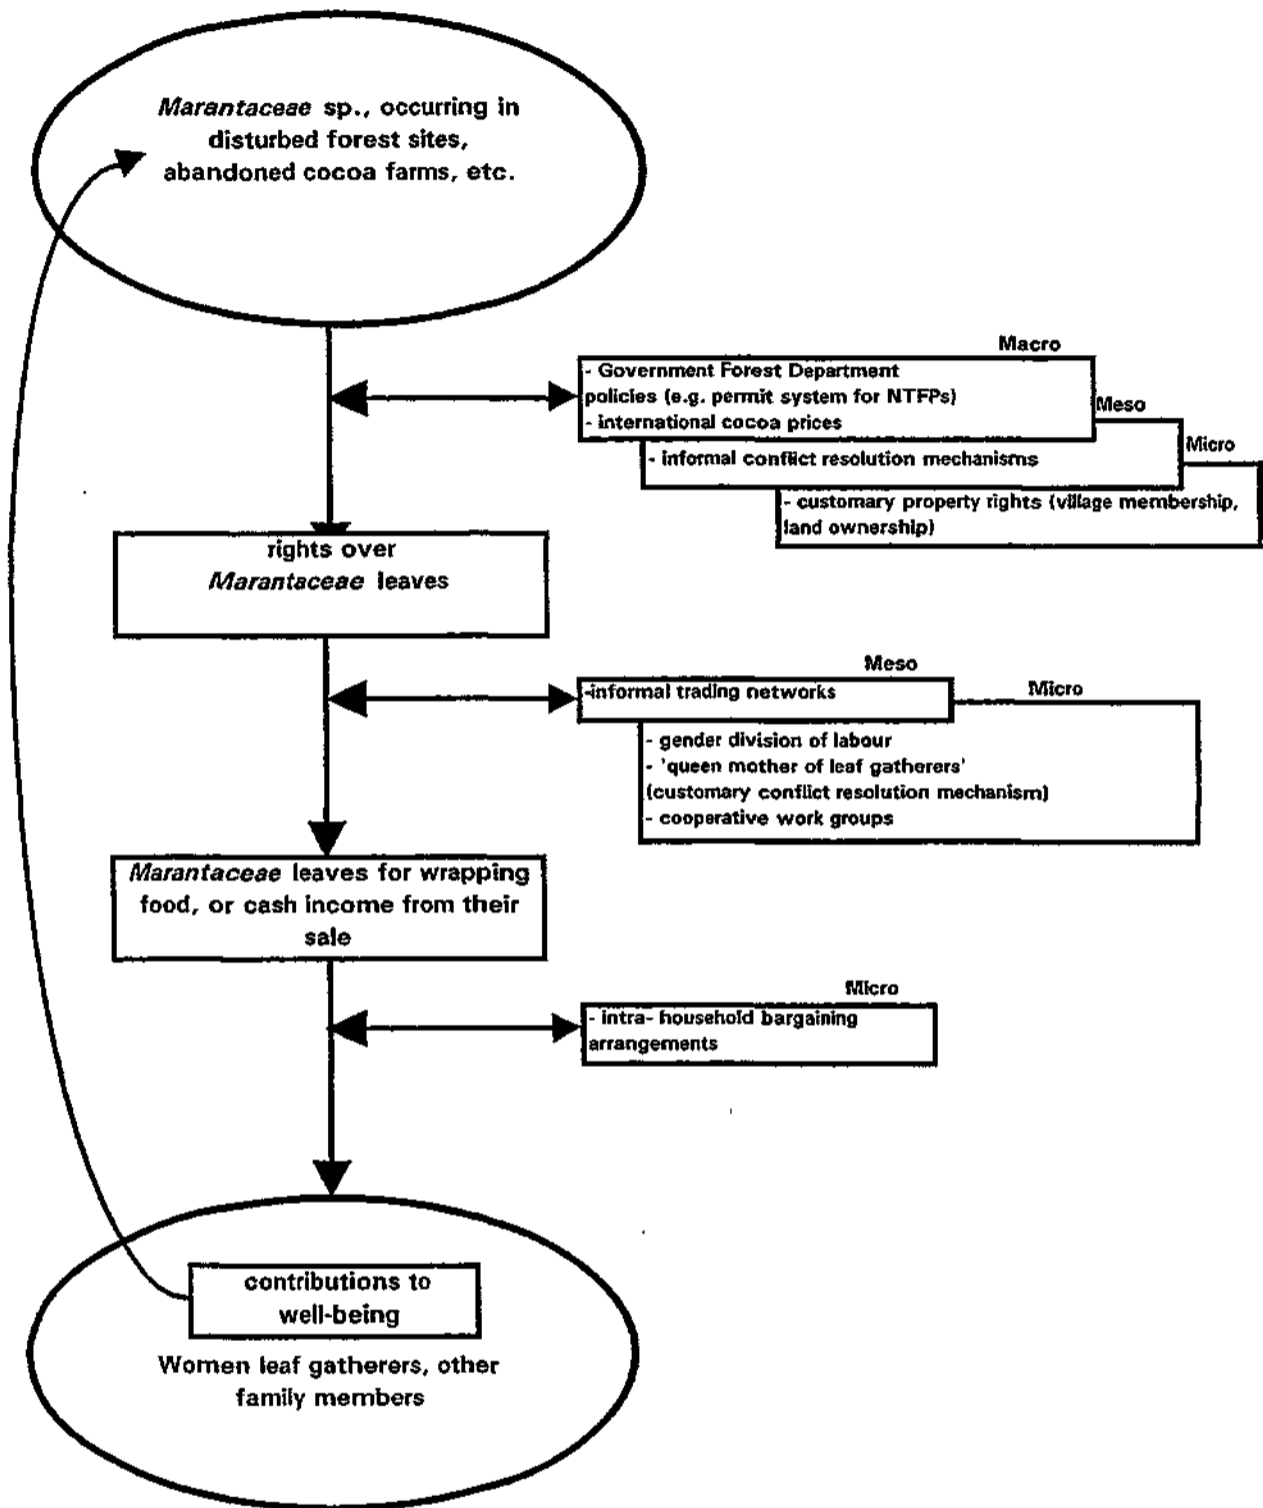 Marantaceae sp., occurring in
disturbed forest sites,
abandoned cocoa farms, etc.
Macro
- Government Forest Department
policies (e.g. permit system for NTFPs)
- international cocoa prices
Meso
- informal conflict resolution mechanisms
Micro
- customary property rights (village membership,
land ownership)
rights over
Marantaceae leaves
Meso
-informal trading networks
Micro
- gender division of labour
- 'queen mother of leaf gatherers'
(customary conflict resolution mechanism)
- cooperative work groups
Marantaceae leaves for wrapping
food, or cash income from their
sale
Micro
- intra- household bargaining
arrangements
contributions to
well-being
Women leaf gatherers, other
family members